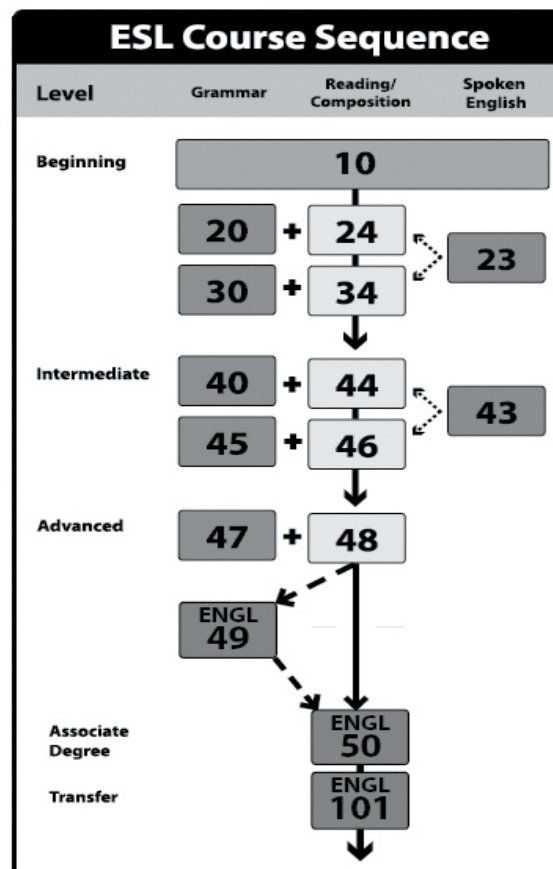 ESL Course Sequence
Level
Grammar
Reading/
Composition
Spoken
English
Beginning
10
20 + 24
23
30 + 34
Intermediate
40 + 44
43
45 + 46
Advanced
47 + 48
ENGL
49
Associate
Degree
ENGL
50
Transfer
ENGL
101